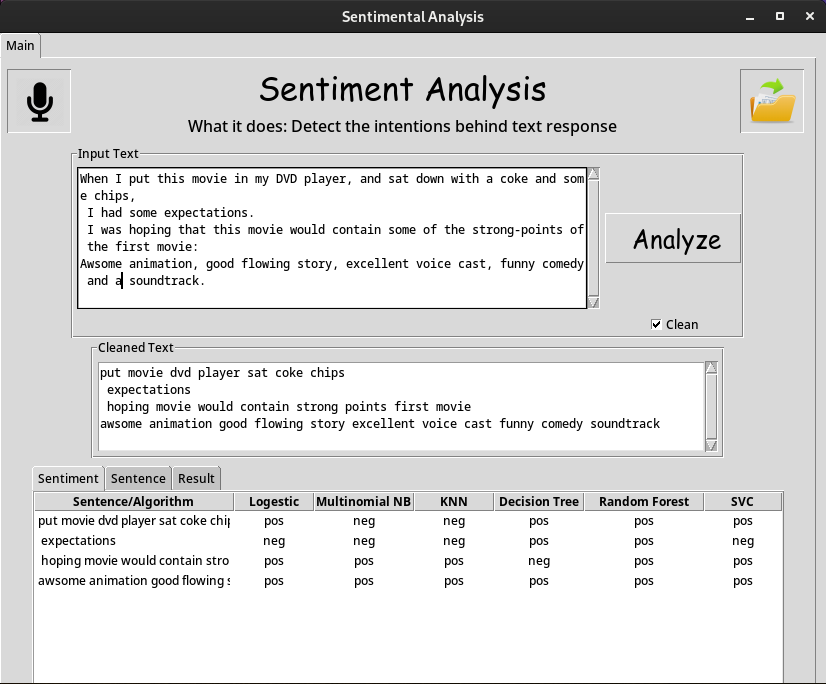 Sentimental Analysis
Main
Sentiment Analysis
What it does: Detect the intentions behind text response
Input Text
When I put this movie in my DVD player, and sat down with a coke and som
e chips,
I had some expectations.
I was hoping that this movie would contain some of the strong-points of
the first movie:
Awsome animation, good flowing story, excellent voice cast, funny comedy
and a soundtrack.
Analyze
Clean
Cleaned Text
put movie dvd player sat coke chips
expectations
hoping movie would contain strong points first movie
awsome animation good flowing story excellent voice cast funny comedy soundtrack
Sentiment Sentence Result
Sentence/Algorithm Logestic Multinomial NB KNN Decision Tree Random Forest SVC
put movie dvd player sat coke chip pos neg neg pos pos pos
expectations neg neg neg pos pos neg
hoping movie would contain stro pos pos pos neg pos pos
awsome animation good flowing s pos pos pos pos pos pos